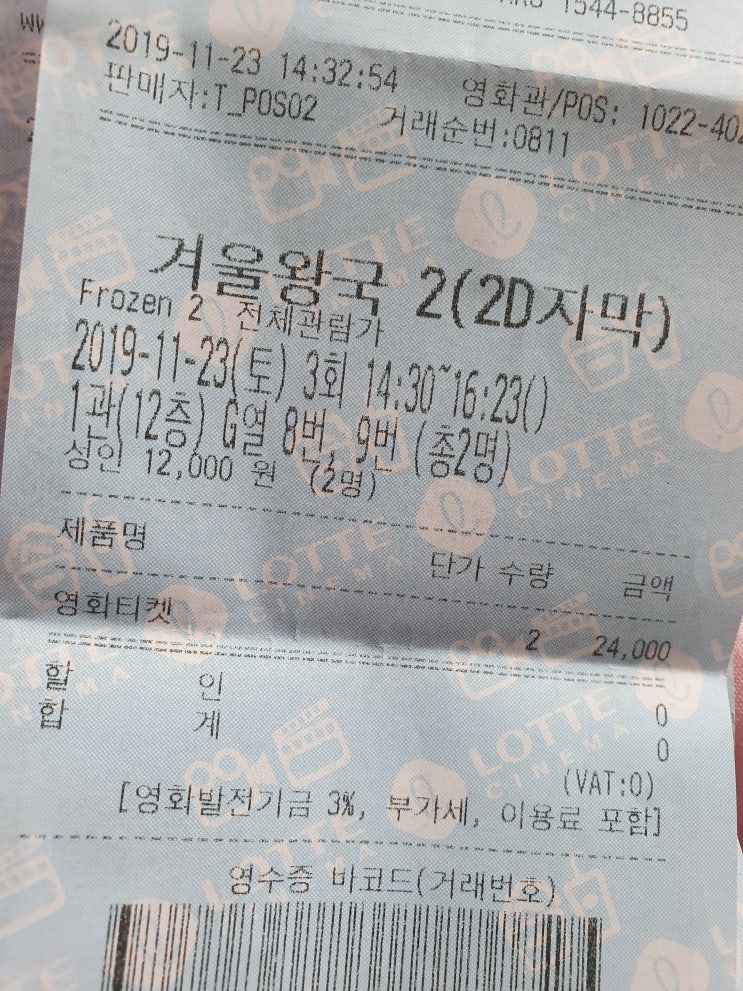 1544-8855
2019-11-23 14:32:54 영화관/POS: 1022-402
판매자:T_POS02 거래순번:0811
겨울왕국 2(2D자막)
Frozen 2 전체관람가
2019-11-23(토) 3회 14:30~16:23()
1관(12층) G열 8번, 9번 (총2명)
성인 12,000 원 (2명)
제품명 단가 수량 금액
영화티켓 2 24,000
할 인 0
합 계 0
(VAT:0)
[영화발전기금 3%, 부가세, 이용료 포함]
영수증 바코드(거래번호)
LOTTE
CINEMA